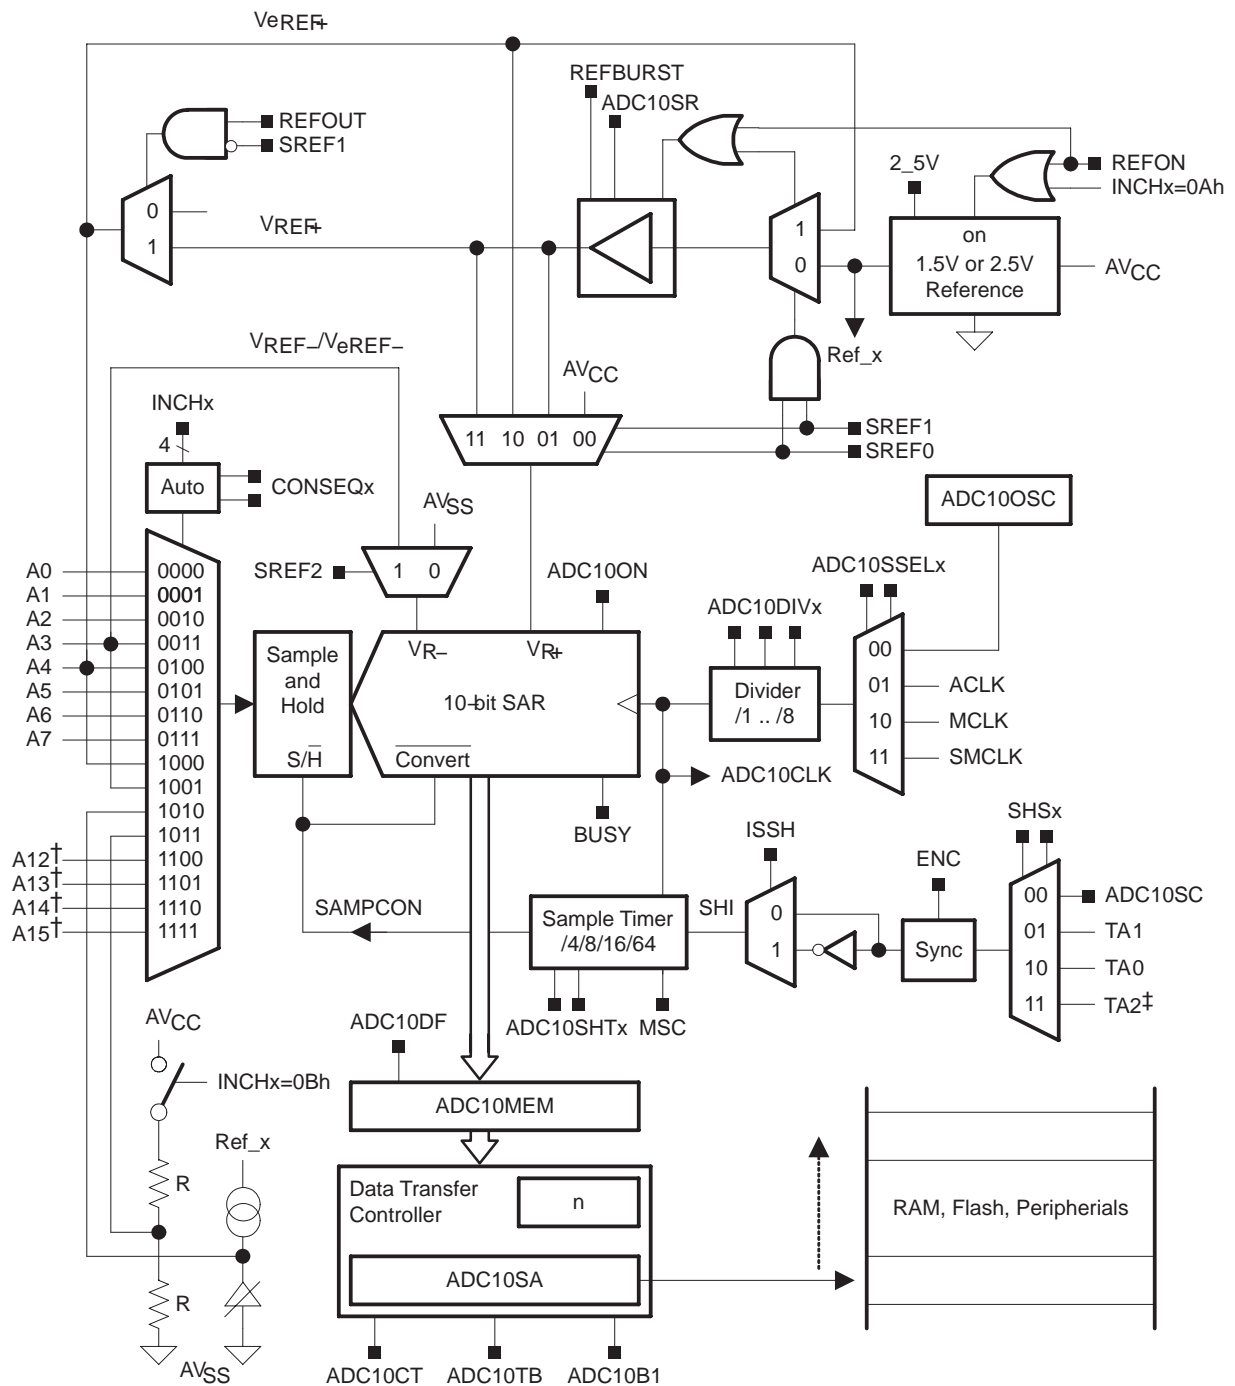 VeREF+
REFBURST
ADC10SR
REFOUT
SREF1
2_5V
REFON
INCHx=0Ah
0
1
VREF+
1
0
on
1.5V or 2.5V
Reference
AVCC
VREF−/VeREF−
Ref_x
AVCC
INCHx
4
11 10 01 00
SREF1
SREF0
Auto
CONSEQx
AVSS
ADC10OSC
SREF2
1 0
ADC10ON
ADC10SSELx
A0 0000
A1 0001
A2 0010
A3 0011
A4 0100
A5 0101
A6 0110
A7 0111
1000
1001
1010
1011
A12† 1100
A13† 1101
A14† 1110
A15† 1111
Sample
and
Hold
S/H
VR−
VR+
10−bit SAR
Convert
ADC10DIVx
Divider
/1 .. /8
00
01 ACLK
10 MCLK
11 SMCLK
ADC10CLK
BUSY
ISSH
SHSx
ENC
SAMPCON
Sample Timer
/4/8/16/64
SHI
0
1
Sync
00 ADC10SC
01 TA1
10 TA0
11 TA2‡
ADC10SHTx
MSC
AVCC
ADC10DF
INCHx=0Bh
ADC10MEM
Ref_x
R
Data Transfer
Controller
n
RAM, Flash, Peripherials
ADC10SA
R
AVSS
ADC10CT
ADC10TB
ADC10B1